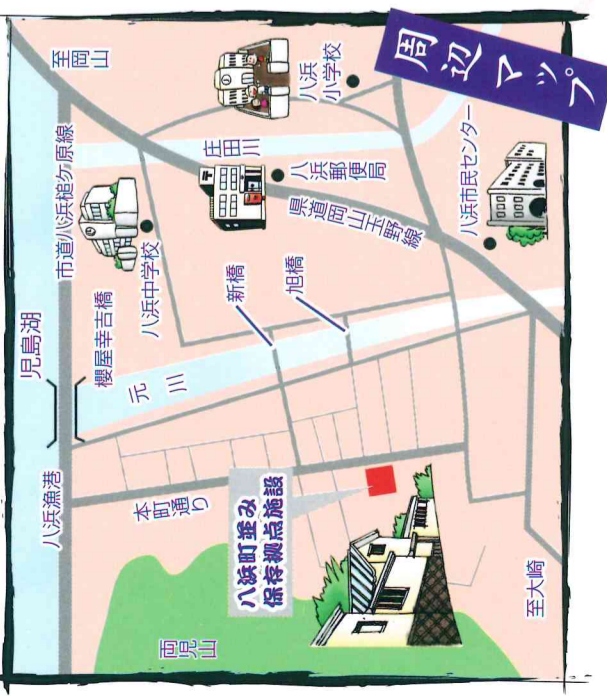 周辺マップ
至岡山
八浜
小学校
庄田川
八浜
郵便局
県道岡山玉野線
八浜市民センター
市道八浜槌ケ原線
八浜中学校
櫻屋幸吉橋
児島湖
新橋
旭橋
元川
八浜漁港
本町
通り
八浜町並み
保存拠点施設
両児山
至大崎
〒